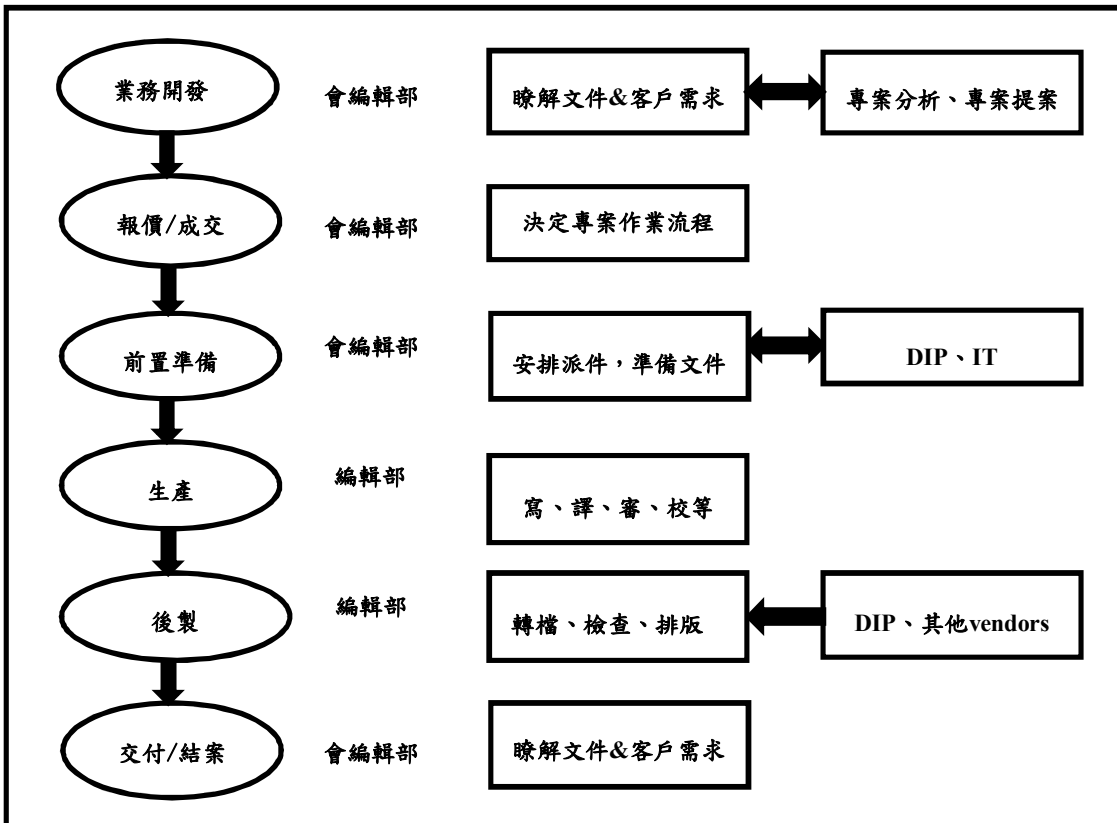 業務開發
會編輯部
瞭解文件&客戶需求
專案分析、專案提案
報價/成交
會編輯部
決定專案作業流程
前置準備
會編輯部
安排派件，準備文件
DIP、IT
生產
編輯部
寫、譯、審、校等
後製
編輯部
轉檔、檢查、排版
DIP、其他vendors
交付/結案
會編輯部
瞭解文件&客戶需求